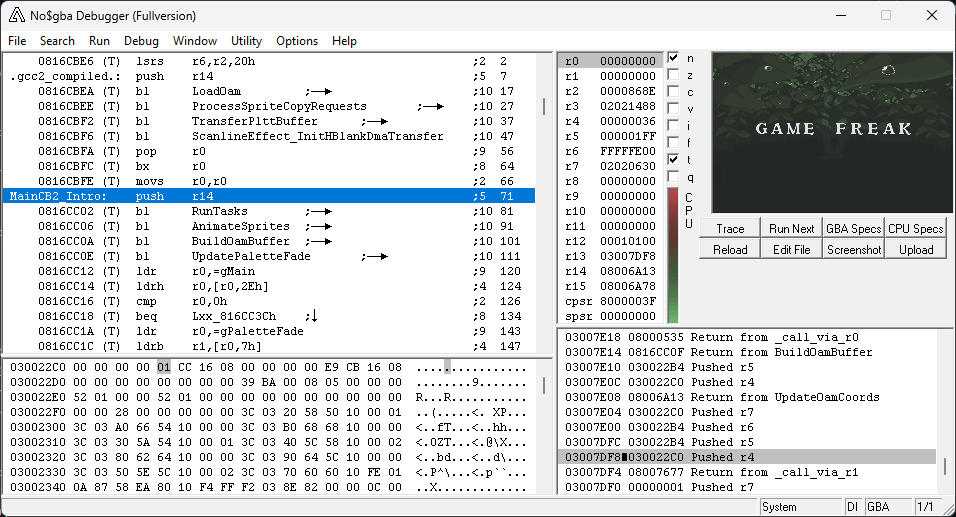 No$gba Debugger (Fullversion)
File Search Run Debug Window Utility Options Help
0816CBE6 (T) lsrs r6,r2,20h ;2 2
.gcc2_compiled.: push r14 ;5 7
0816CBEA (T) bl LoadOam ;→ ;10 17
0816CBEE (T) bl ProcessSpriteCopyRequests ;→ ;10 27
0816CBF2 (T) bl TransferPlttBuffer ;→ ;10 37
0816CBF6 (T) bl ScanlineEffect_InitHBlankDmaTransfer ;10 47
0816CBFA (T) pop r0 ;9 56
0816CBFC (T) bx r0 ;8 64
0816CBFE (T) movs r0,r0 ;2 66
MainCB2_Intro: push r14 ;5 71
0816CC02 (T) bl RunTasks ;→ ;10 81
0816CC06 (T) bl AnimateSprites ;→ ;10 91
0816CC0A (T) bl BuildOamBuffer ;→ ;10 101
0816CC0E (T) bl UpdatePaletteFade ;→ ;10 111
0816CC12 (T) ldr r0,=gMain ;9 120
0816CC14 (T) ldrh r0,[r0,2Eh] ;4 124
0816CC16 (T) cmp r0,0h ;2 126
0816CC18 (T) beq Lxx_816CC3Ch ;↓ ;8 134
0816CC1A (T) ldr r0,=gPaletteFade ;9 143
0816CC1C (T) ldrb r1,[r0,7h] ;4 147
r0 00000000
r1 00000000
r2 0000868E
r3 02021488
r4 00000036
r5 000001FF
r6 FFFFFE00
r7 02020630
r8 00000000
r9 00000000
r10 00000000
r11 00000000
r12 00010100
r13 03007DF8
r14 08006A13
r15 08006A78
cpsr 8000003F
spsr 00000000
n
z
c
v
i
f
t
q
C
P
U
GAME FREAK
Trace Run Next GBA Specs CPU Specs
Reload Edit File Screenshot Upload
030022C0 00 00 00 00 01 CC 16 08 00 00 00 00 E9 CB 16 08 ................
030022D0 00 00 00 00 00 00 00 00 39 BA 00 08 05 00 00 00 ........9.......
030022E0 52 01 00 00 52 01 00 00 00 00 00 00 00 00 00 00 R...R...........
030022F0 00 00 28 00 00 00 00 00 3C 03 20 58 50 10 00 01 ..(.....<. XP...
03002300 3C 03 A0 66 54 10 00 00 3C 03 B0 68 68 10 00 00 <..fT...<..hh...
03002310 3C 03 30 5A 54 10 00 01 3C 03 40 5C 58 10 00 02 <.0ZT...<.@\X...
03002320 3C 03 80 62 64 10 00 00 3C 03 90 64 5C 10 00 00 <..bd...<..d\...
03002330 3C 03 50 5E 5C 10 00 02 3C 03 70 60 60 10 FE 01 <.P^\...<.p``...
03002340 0A 87 58 EA 80 10 F4 FF F2 03 8E 82 00 00 0C 00 ..X.............
03007E18 08000535 Return from _call_via_r0
03007E14 0816CC0F Return from BuildOamBuffer
03007E10 030022B4 Pushed r5
03007E0C 030022C0 Pushed r4
03007E08 08006A13 Return from UpdateOamCoords
03007E04 030022C0 Pushed r7
03007E00 030022B4 Pushed r6
03007DFC 030022B4 Pushed r5
03007DF8 030022C0 Pushed r4
03007DF4 08007677 Return from _call_via_r1
03007DF0 00000001 Pushed r7
System DI GBA 1/1